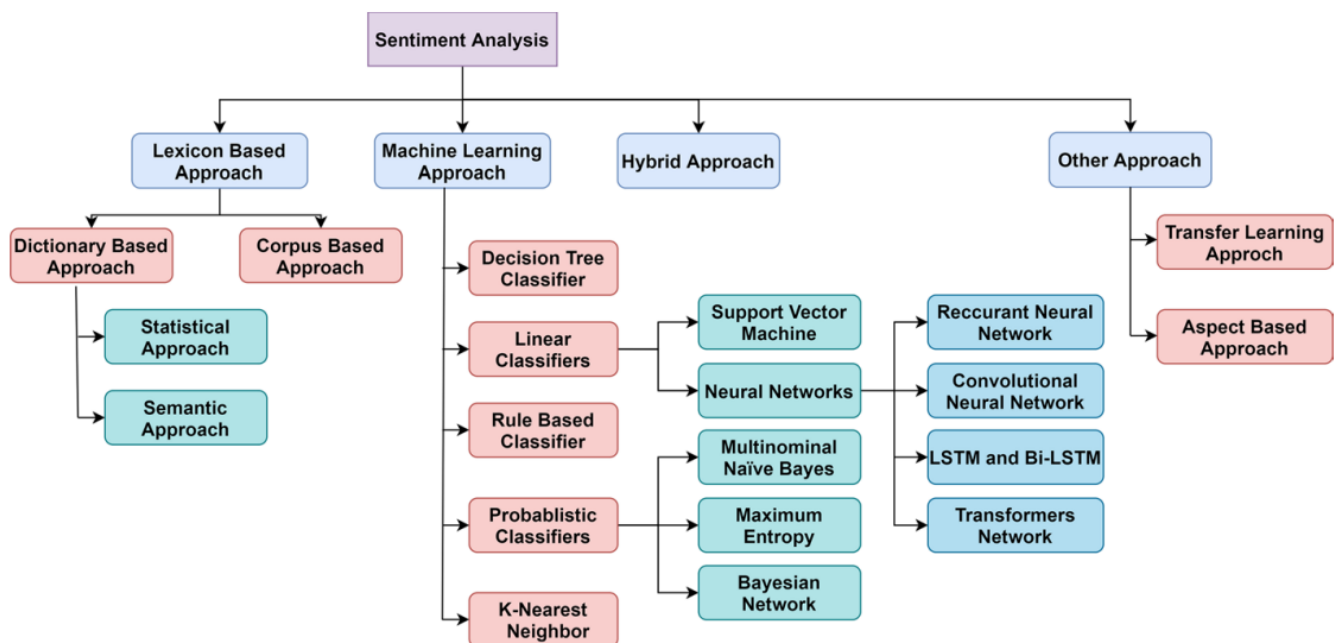 Sentiment Analysis
Lexicon Based
Approach
Machine Learning
Approach
Hybrid Approach
Other Approach
Dictionary Based
Approach
Corpus Based
Approach
Statistical
Approach
Semantic
Approach
Decision Tree
Classifier
Linear
Classifiers
Rule Based
Classifier
Probablistic
Classifiers
K-Nearest
Neighbor
Support Vector
Machine
Neural Networks
Multinominal
Naïve Bayes
Maximum
Entropy
Bayesian
Network
Reccurant Neural
Network
Convolutional
Neural Network
LSTM and Bi-LSTM
Transformers
Network
Transfer Learning
Approch
Aspect Based
Approach